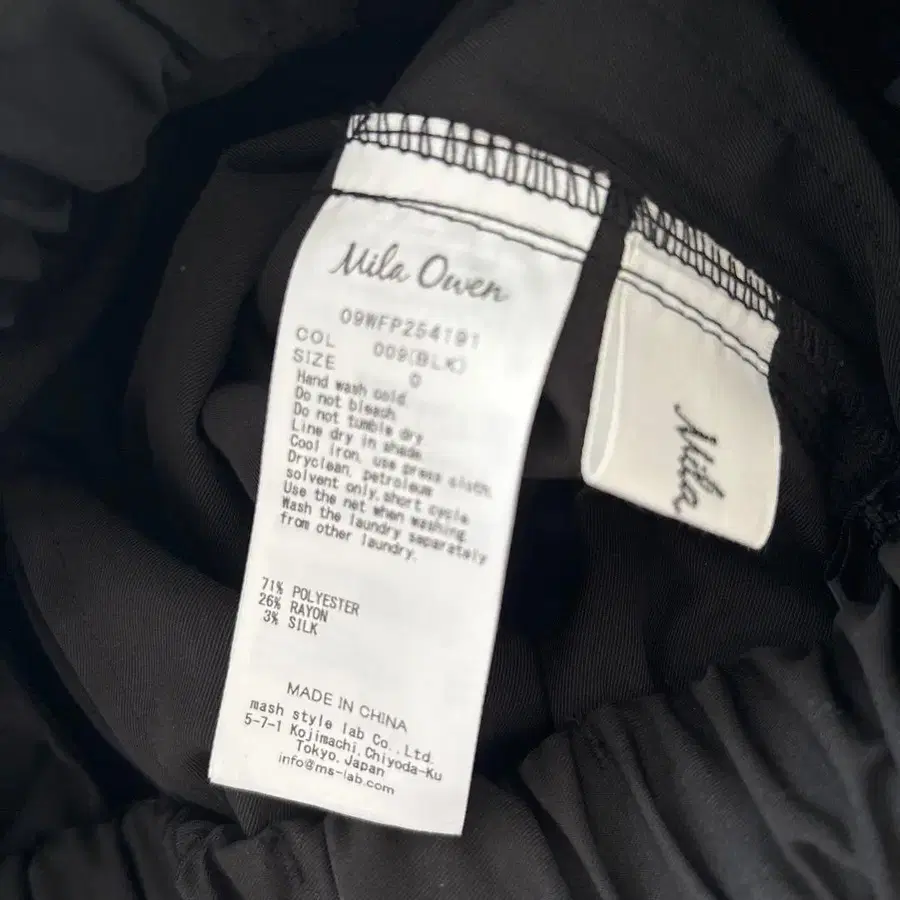 Mila Owen
09WFP254191
COL 009(BLK)
SIZE 0
Hand wash cold
Do not bleach
Do not tumble dry
Line dry in shade
Cool iron, use press cloth
Dryclean, petroleum
solvent only,short cycle
Use the net when washing
Wash the laundry separately
from other laundry.
71% POLYESTER
26% RAYON
3% SILK
MADE IN CHINA
mash style lab Co.,Ltd.
5-7-1 Kojimachi,Chiyoda-Ku
Tokyo,Japan
info@ms-lab.com
Mila